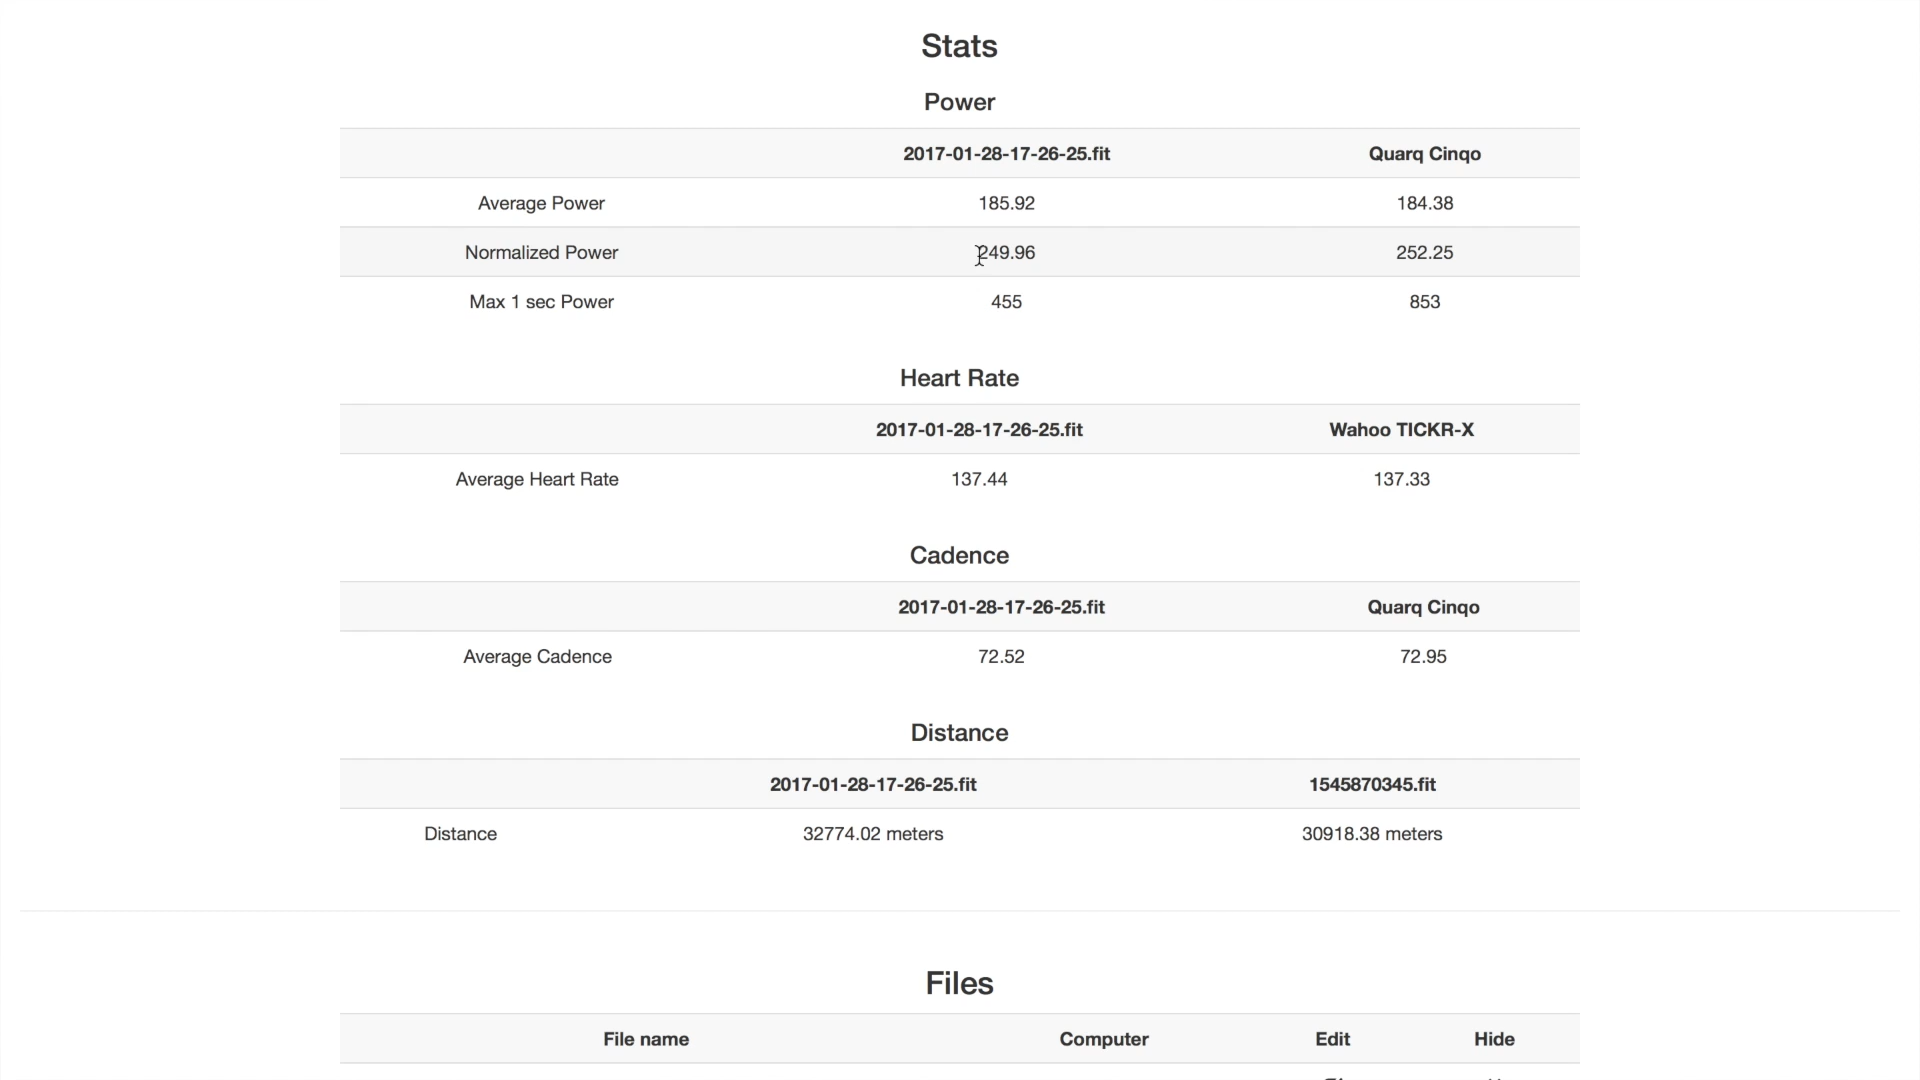 Stats
Power
2017-01-28-17-26-25.fit Quarq Cinqo
Average Power 185.92 184.38
Normalized Power 249.96 252.25
Max 1 sec Power 455 853
Heart Rate
2017-01-28-17-26-25.fit Wahoo TICKR-X
Average Heart Rate 137.44 137.33
Cadence
2017-01-28-17-26-25.fit Quarq Cinqo
Average Cadence 72.52 72.95
Distance
2017-01-28-17-26-25.fit 1545870345.fit
Distance 32774.02 meters 30918.38 meters
Files
File name Computer Edit Hide